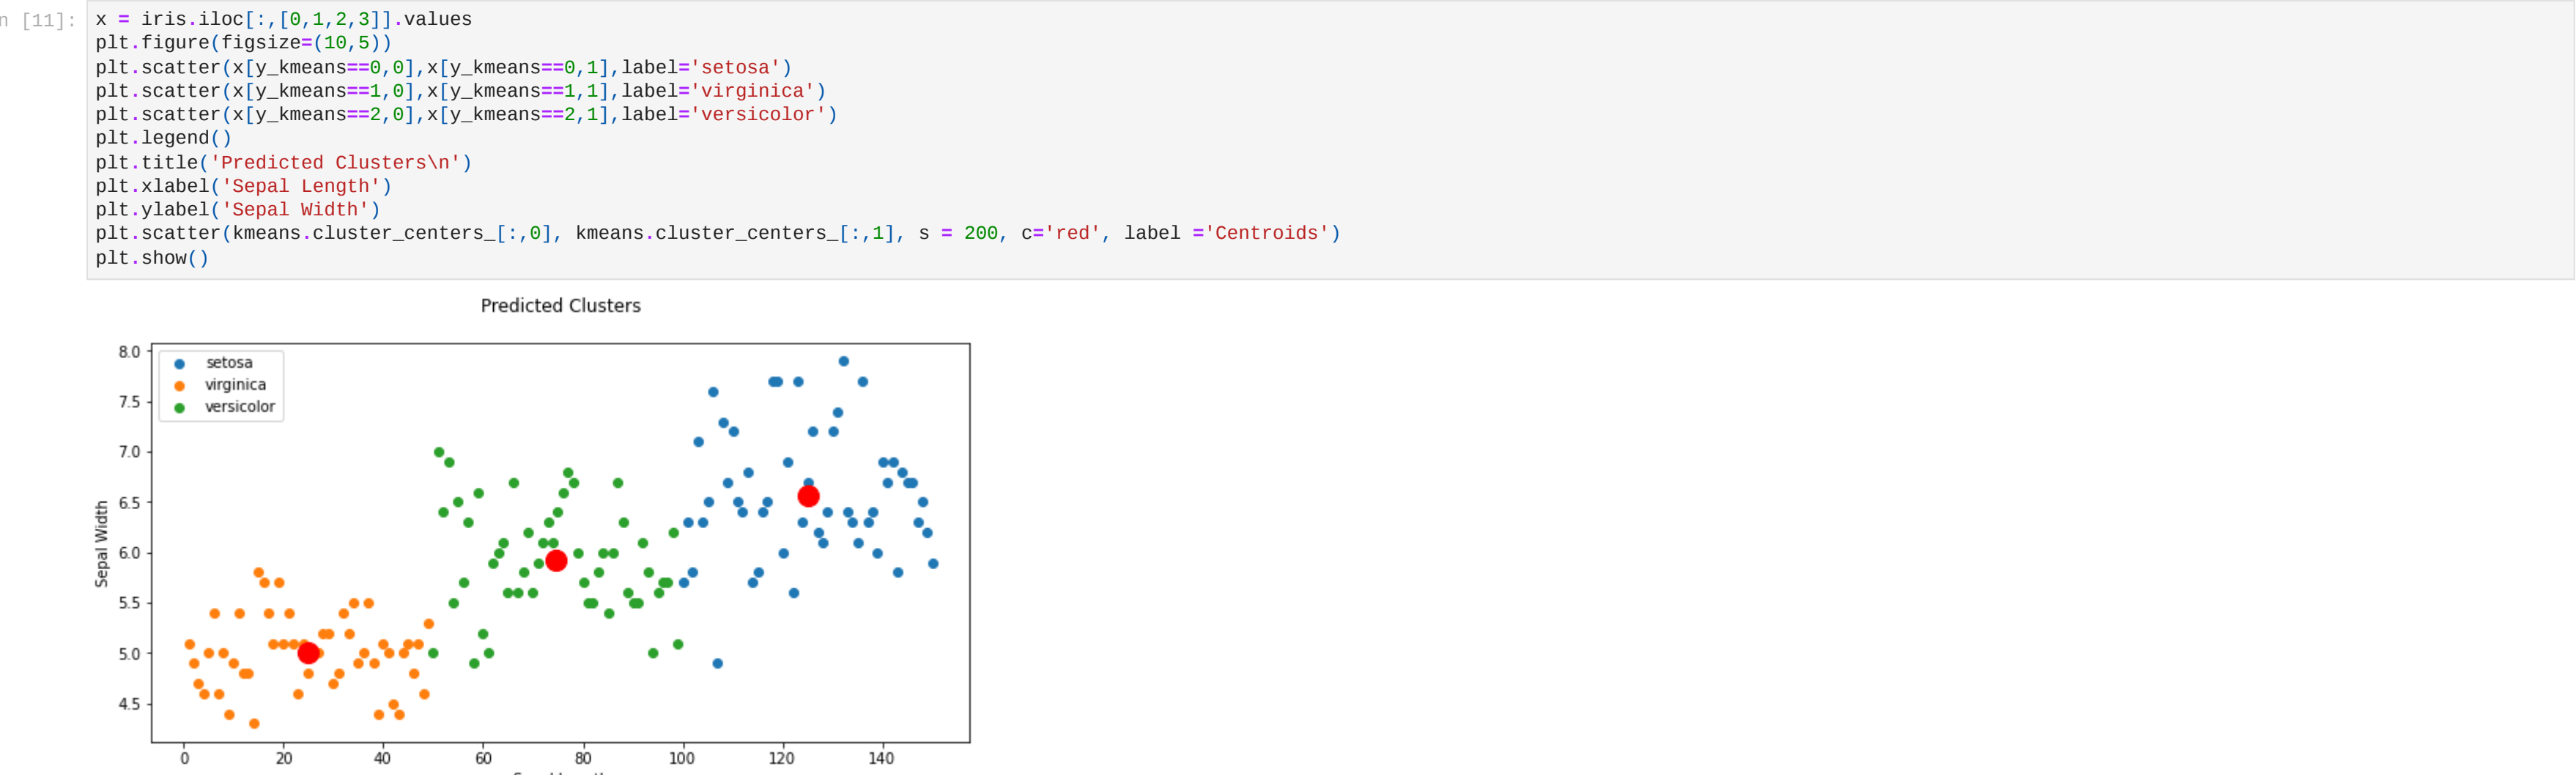 n [11]:
x = iris.iloc[:,[0,1,2,3]].values
plt.figure(figsize=(10,5))
plt.scatter(x[y_kmeans==0,0],x[y_kmeans==0,1],label='setosa')
plt.scatter(x[y_kmeans==1,0],x[y_kmeans==1,1],label='virginica')
plt.scatter(x[y_kmeans==2,0],x[y_kmeans==2,1],label='versicolor')
plt.legend()
plt.title('Predicted Clusters\n')
plt.xlabel('Sepal Length')
plt.ylabel('Sepal Width')
plt.scatter(kmeans.cluster_centers_[:,0], kmeans.cluster_centers_[:,1], s = 200, c='red', label ='Centroids')
plt.show()
Predicted Clusters
setosa
virginica
versicolor
8.0
7.5
7.0
6.5
6.0
5.5
5.0
4.5
Sepal Width
0 20 40 60 80 100 120 140